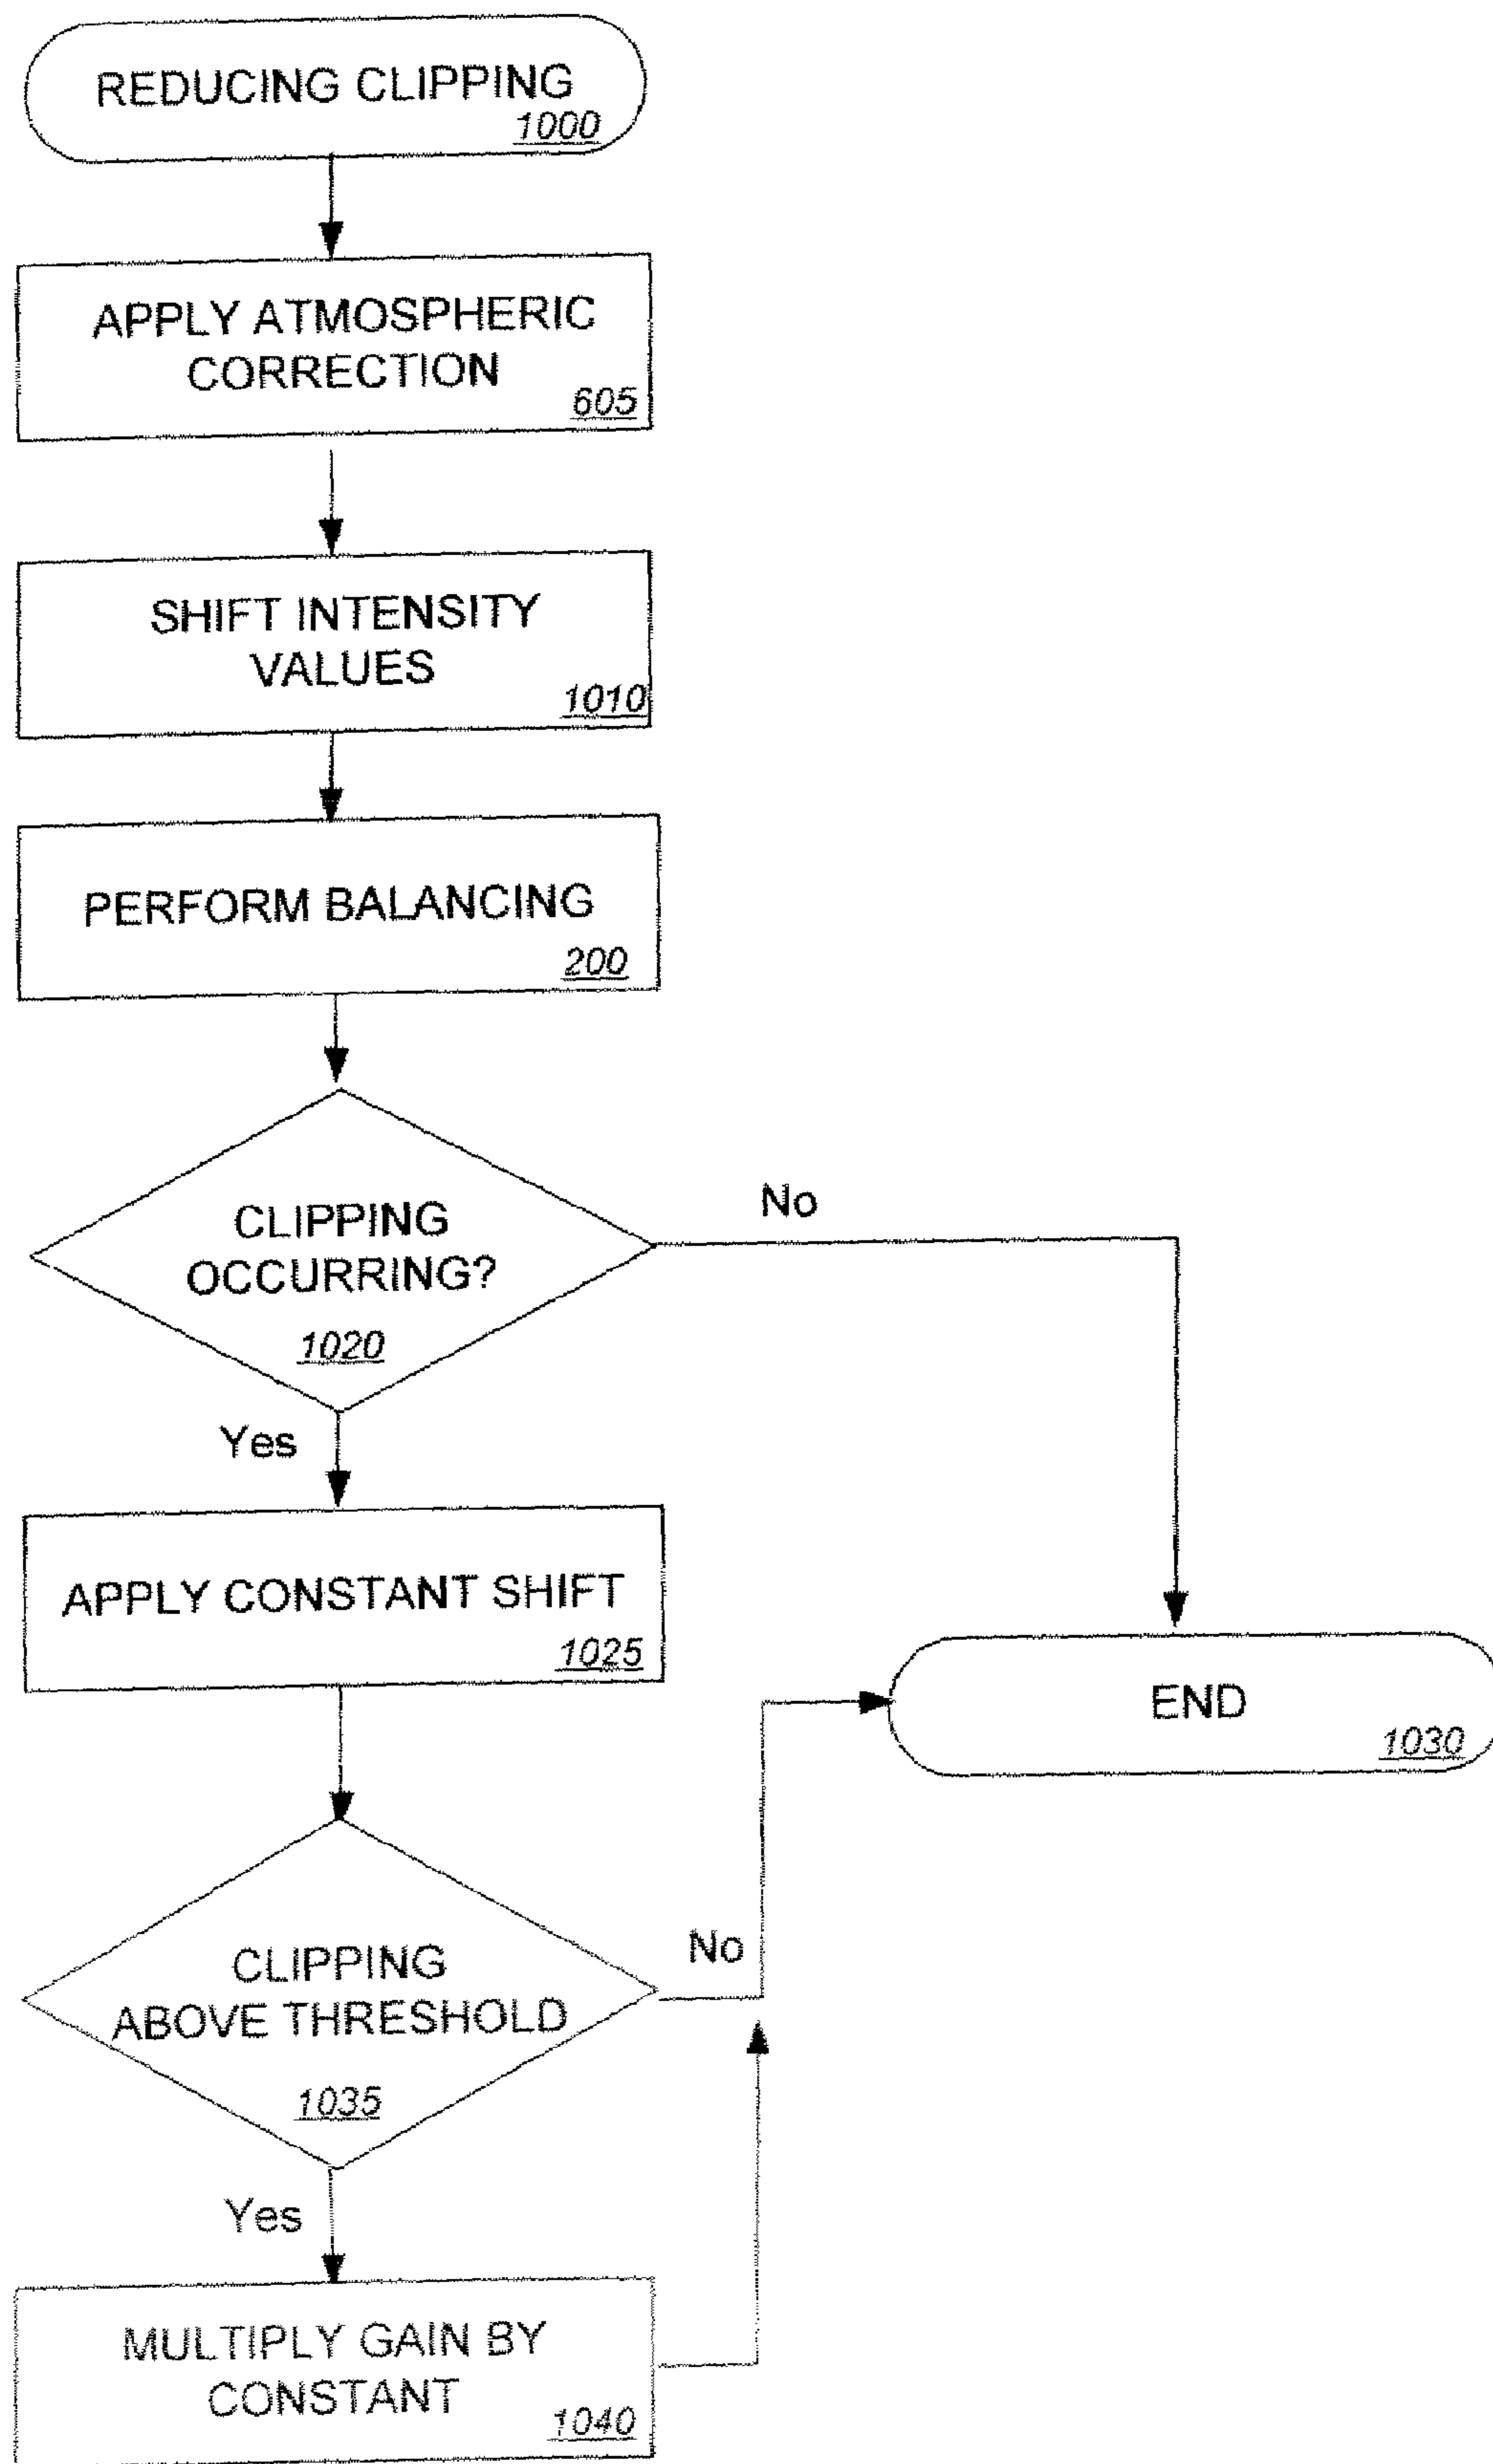 REDUCING CLIPPING
1000
APPLY ATMOSPHERIC
CORRECTION
605
SHIFT INTENSITY
VALUES
1010
PERFORM BALANCING
200
CLIPPING
OCCURRING?
1020
No
Yes
APPLY CONSTANT SHIFT
1025
END
1030
CLIPPING
ABOVE THRESHOLD
1035
No
Yes
MULTIPLY GAIN BY
CONSTANT
1040